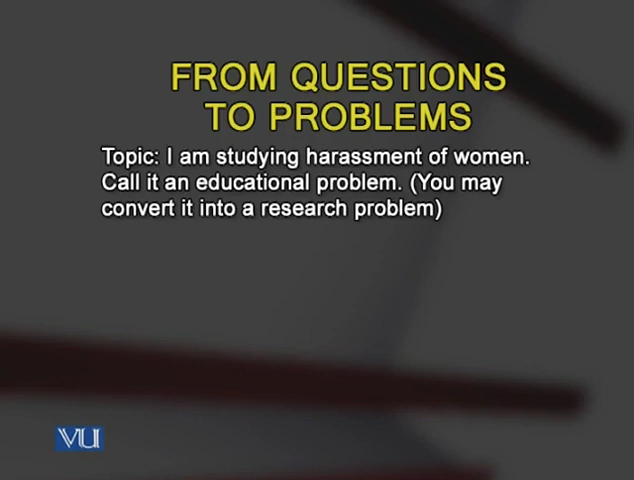 FROM QUESTIONS
TO PROBLEMS
Topic: I am studying harassment of women.
Call it an educational problem. (You may
convert it into a research problem)
VU